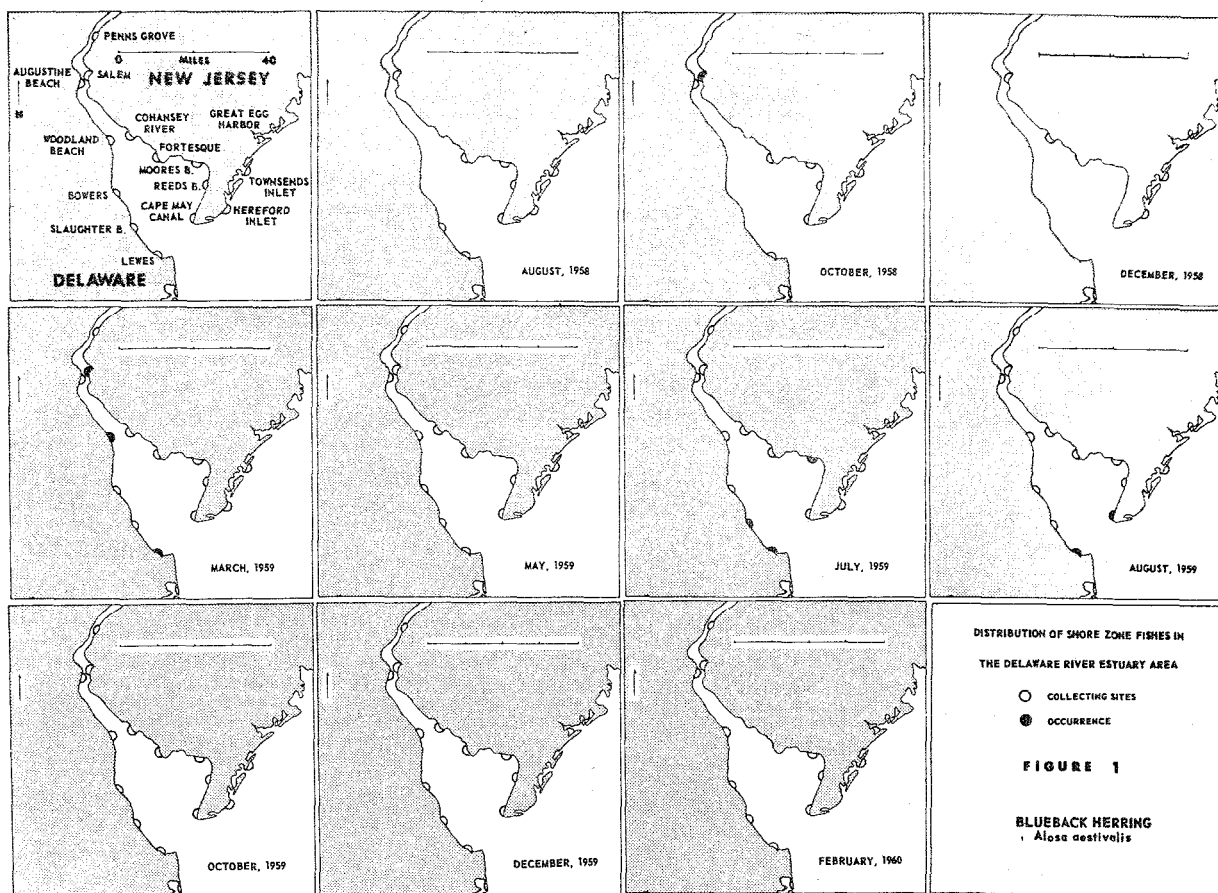 PENNS GROVE
0 MILES 40
AUGUSTINE
BEACH
SALEM
NEW JERSEY
N
COHANSEY
RIVER
GREAT EGG
HARBOR
WOODLAND
BEACH
FORTESQUE
MOORES B.
REEDS B.
TOWNSENDS
INLET
BOWERS
CAPE MAY
CANAL
HEREFORD
INLET
SLAUGHTER B.
LEWES
DELAWARE
AUGUST, 1958
OCTOBER, 1958
DECEMBER, 1958
MARCH, 1959
MAY, 1959
JULY, 1959
AUGUST, 1959
OCTOBER, 1959
DECEMBER, 1959
FEBRUARY, 1960
DISTRIBUTION OF SHORE ZONE FISHES IN
THE DELAWARE RIVER ESTUARY AREA
COLLECTING SITES
OCCURRENCE
FIGURE 1
BLUEBACK HERRING
Alosa aestivalis